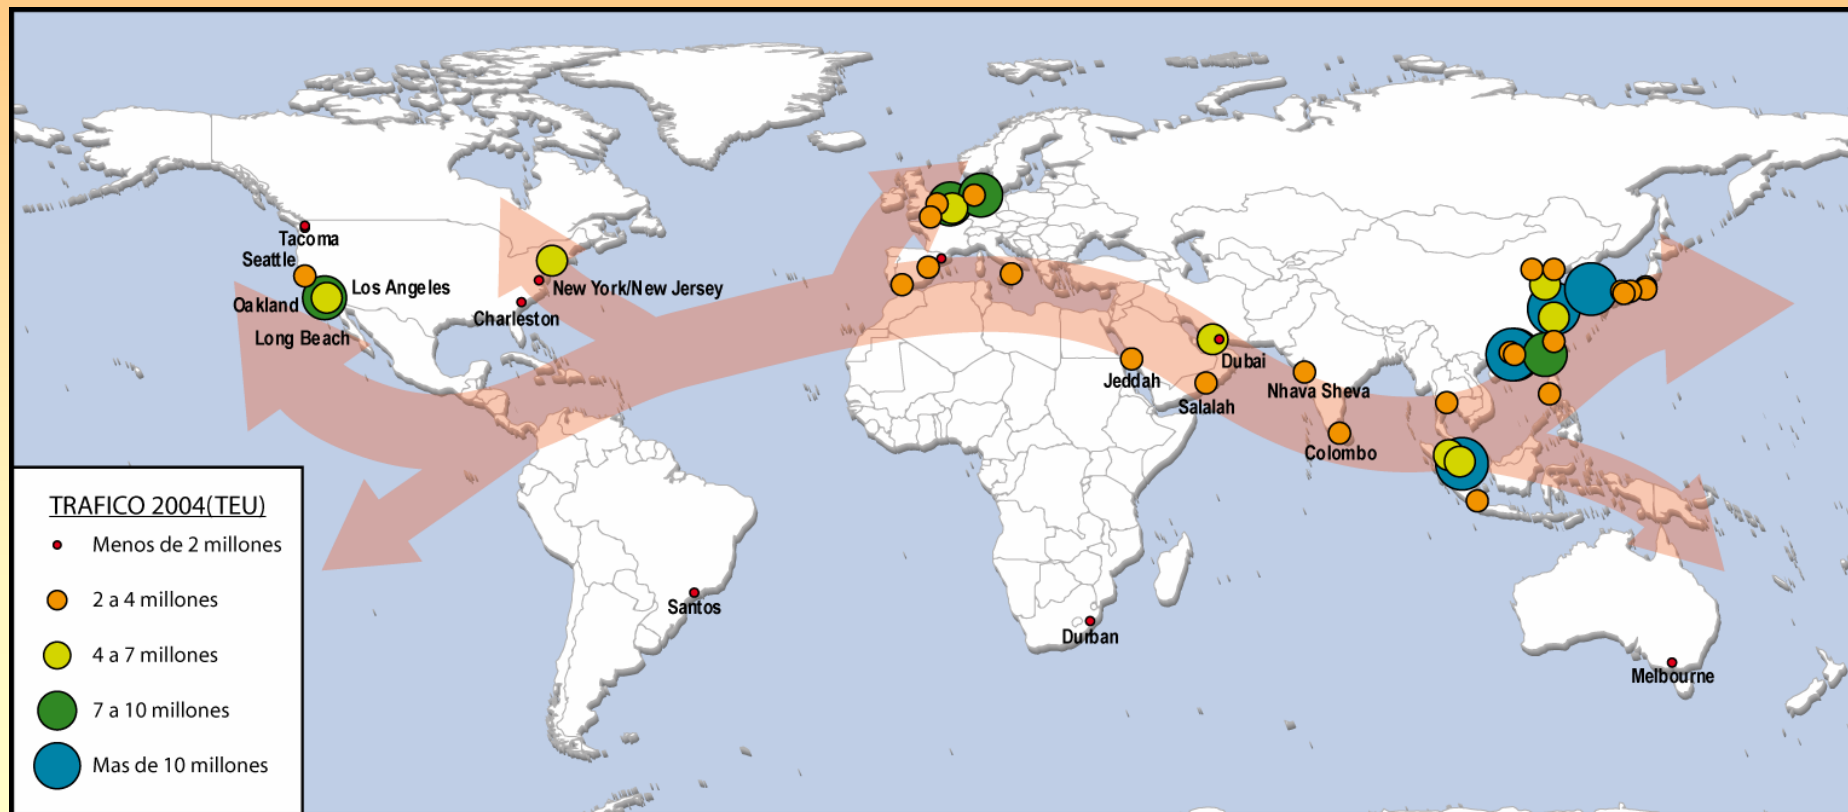 Tacoma
Seattle
Oakland
Los Angeles
Long Beach
New York/New Jersey
Charleston
Dubai
Jeddah
Salalah
Nhava Sheva
Colombo
Santos
Durban
Melbourne
TRAFICO 2004(TEU)
Menos de 2 millones
2 a 4 millones
4 a 7 millones
7 a 10 millones
Mas de 10 millones